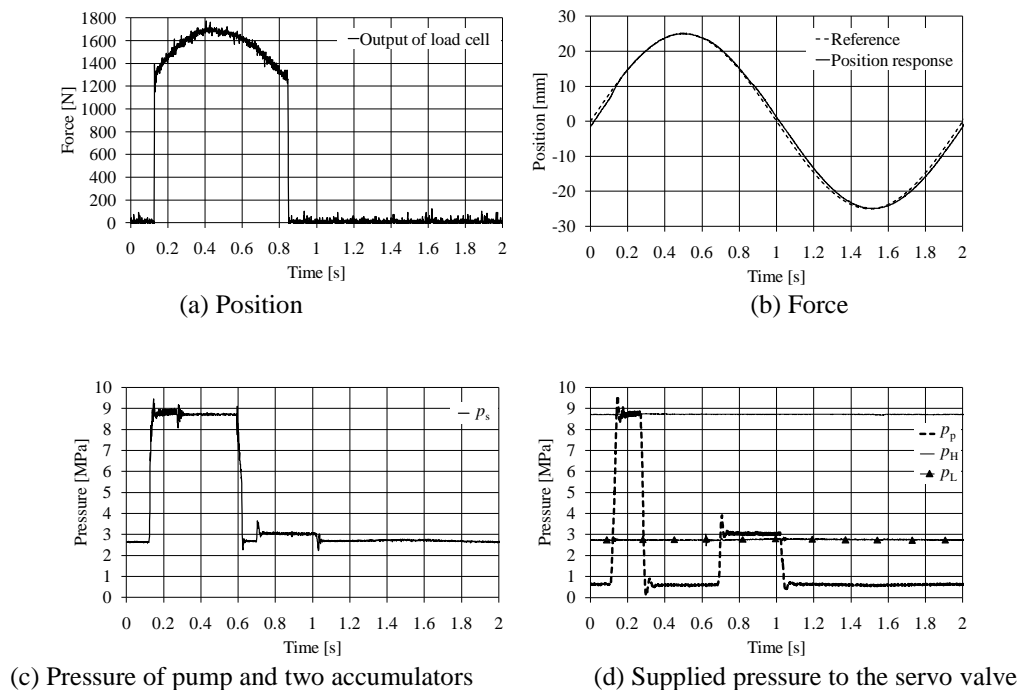 1800
1600
1400
1200
1000
800
600
400
200
0
Force [N]
Output of load cell
0 0.2 0.4 0.6 0.8 1 1.2 1.4 1.6 1.8 2
Time [s]
(a) Position
30
20
10
0
-10
-20
-30
Position [mm]
Reference
Position response
0 0.2 0.4 0.6 0.8 1 1.2 1.4 1.6 1.8 2
Time [s]
(b) Force
10
9
8
7
6
5
4
3
2
1
0
Pressure [MPa]
ps
0 0.2 0.4 0.6 0.8 1 1.2 1.4 1.6 1.8 2
Time [s]
(c) Pressure of pump and two accumulators
10
9
8
7
6
5
4
3
2
1
0
Pressure [MPa]
pp
pH
pL
0 0.2 0.4 0.6 0.8 1 1.2 1.4 1.6 1.8 2
Time [s]
(d) Supplied pressure to the servo valve